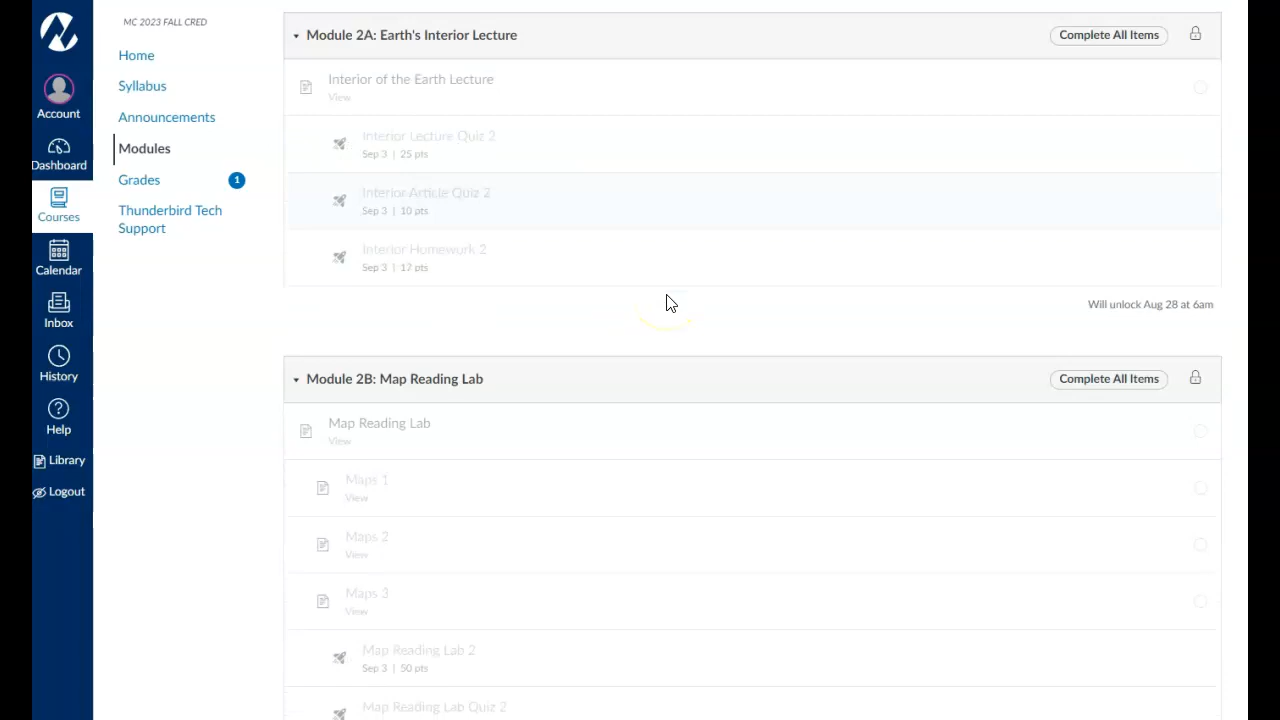 MC 2023 FALL CRED
Home
Syllabus
Announcements
Modules
Grades
1
Thunderbird Tech
Support
Account
Dashboard
Courses
Calendar
Inbox
History
Help
Library
Logout
Module 2A: Earth's Interior Lecture
Complete All Items
Interior of the Earth Lecture
View
Interior Lecture Quiz 2
Sep 3 | 25 pts
Interior Article Quiz 2
Sep 3 | 10 pts
Interior Homework 2
Sep 3 | 17 pts
Will unlock Aug 28 at 6am
Module 2B: Map Reading Lab
Complete All Items
Map Reading Lab
View
Maps 1
View
Maps 2
View
Maps 3
View
Map Reading Lab 2
Sep 3 | 50 pts
Map Reading Lab Quiz 2